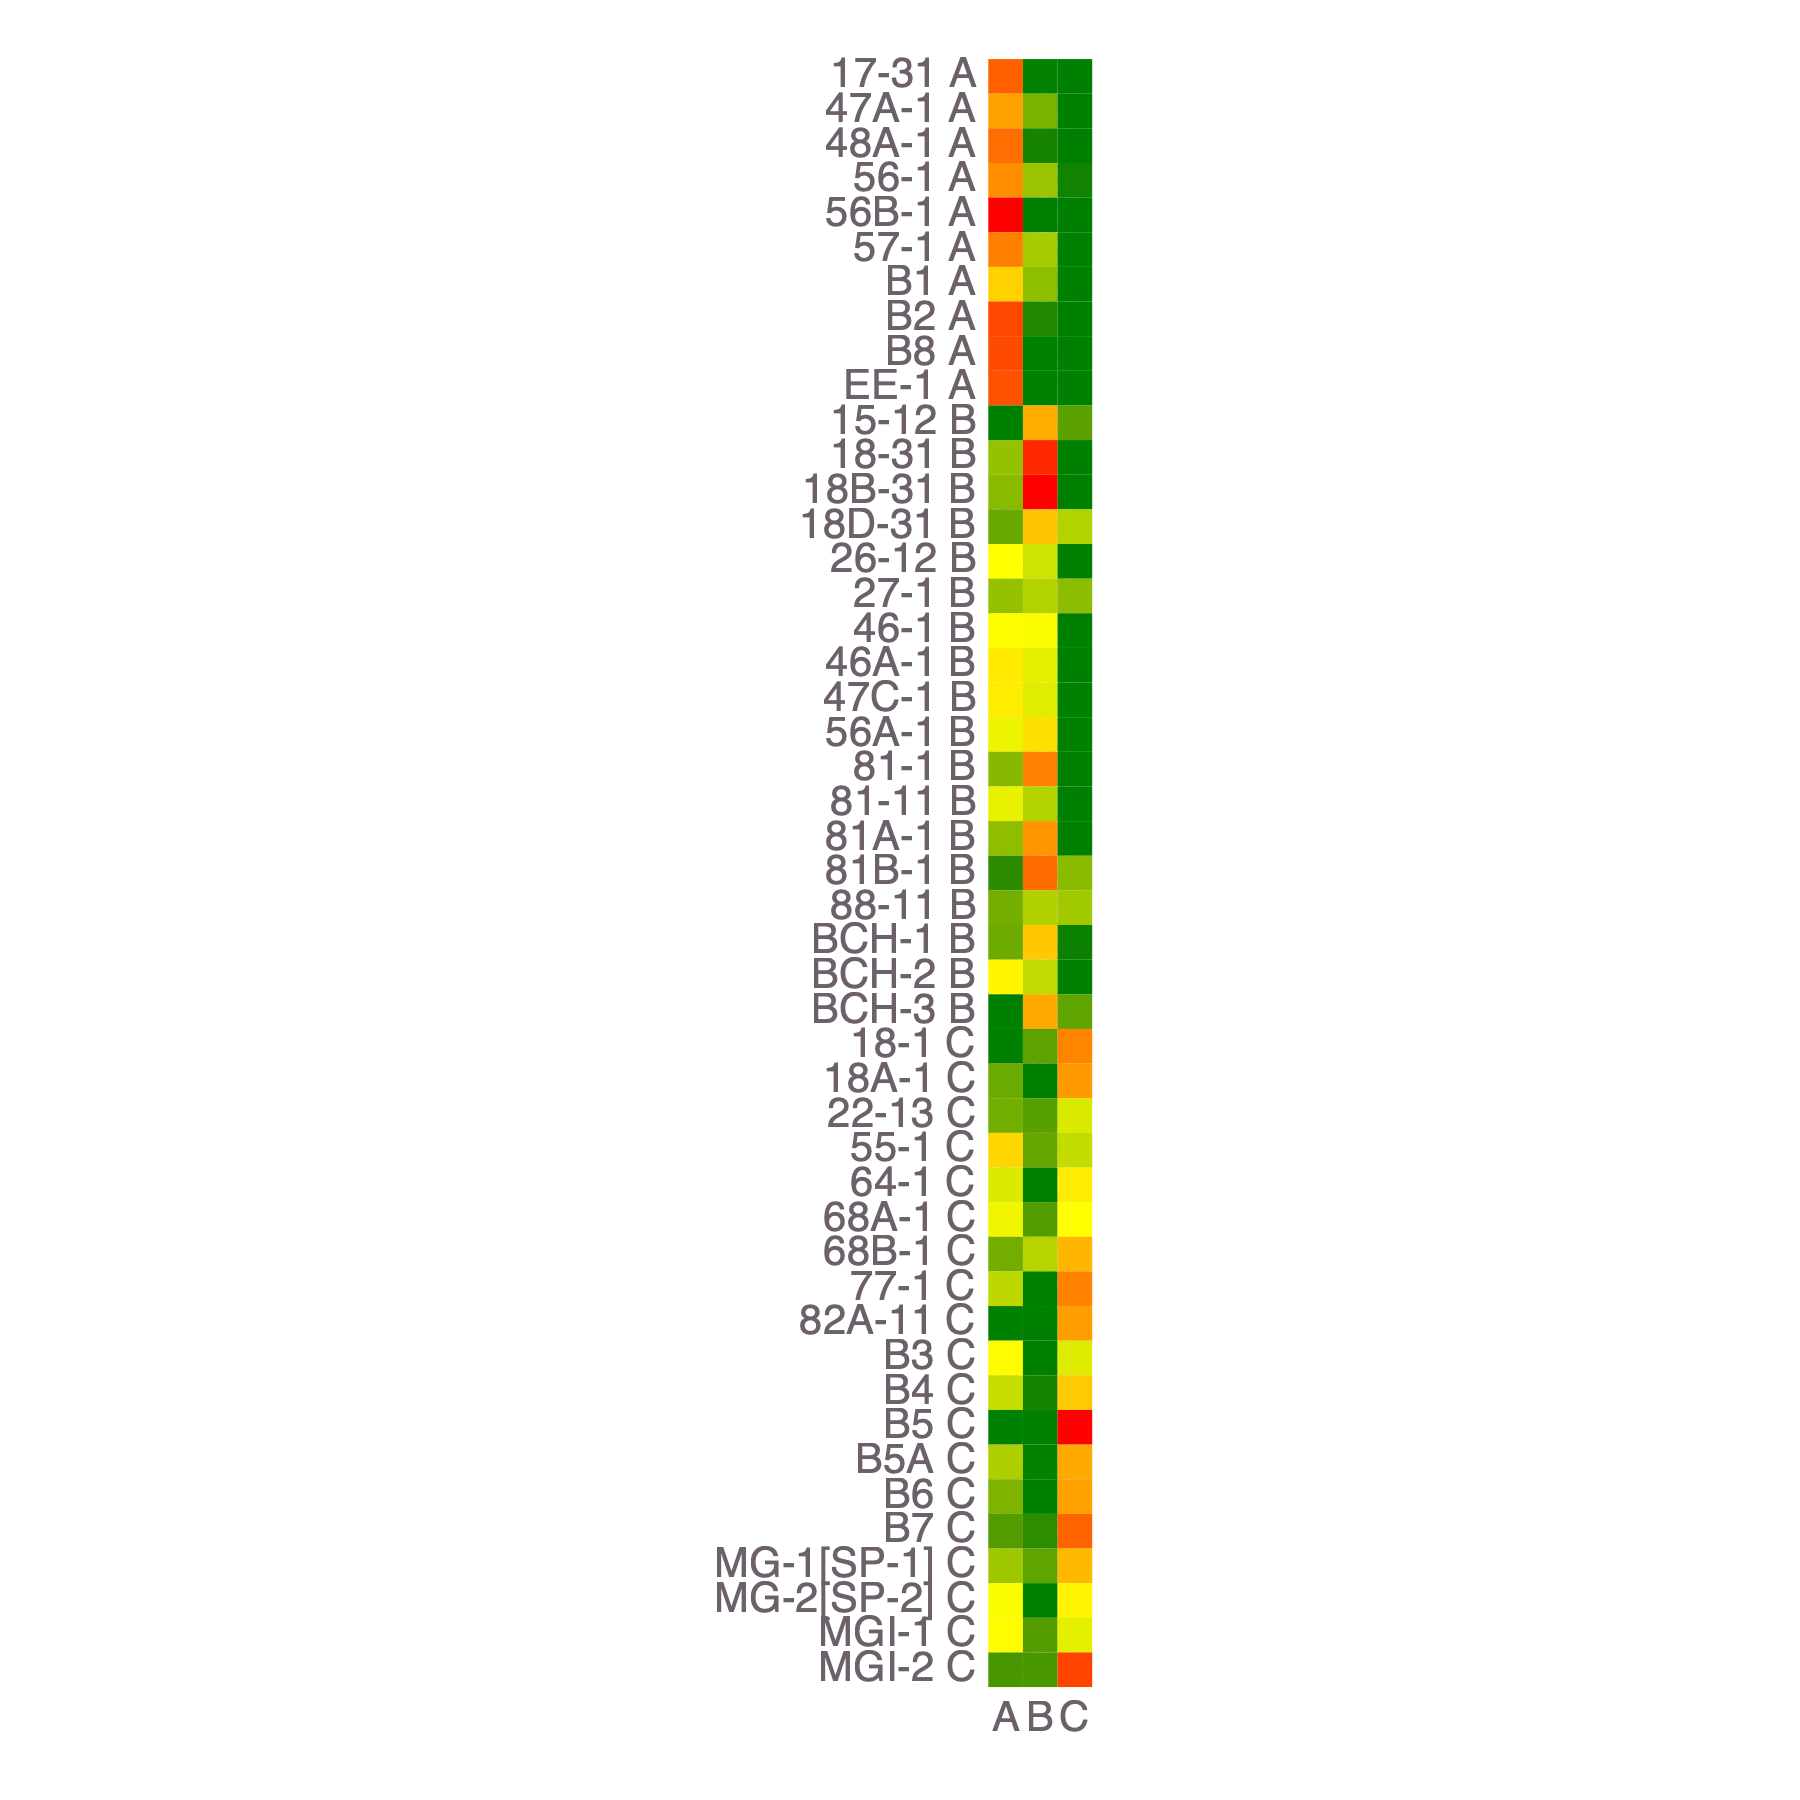 17-31 A
47A-1 A
48A-1 A
56-1 A
56B-1 A
57-1 A
B1 A
B2 A
B8 A
EE-1 A
15-12 B
18-31 B
18B-31 B
18D-31 B
26-12 B
27-1 B
46-1 B
46A-1 B
47C-1 B
56A-1 B
81-1 B
81-11 B
81A-1 B
81B-1 B
88-11 B
BCH-1 B
BCH-2 B
BCH-3 B
18-1 C
18A-1 C
22-13 C
55-1 C
64-1 C
68A-1 C
68B-1 C
77-1 C
82A-11 C
B3 C
B4 C
B5 C
B5A C
B6 C
B7 C
MG-1[SP-1] C
MG-2[SP-2] C
MGI-1 C
MGI-2 C
A B C